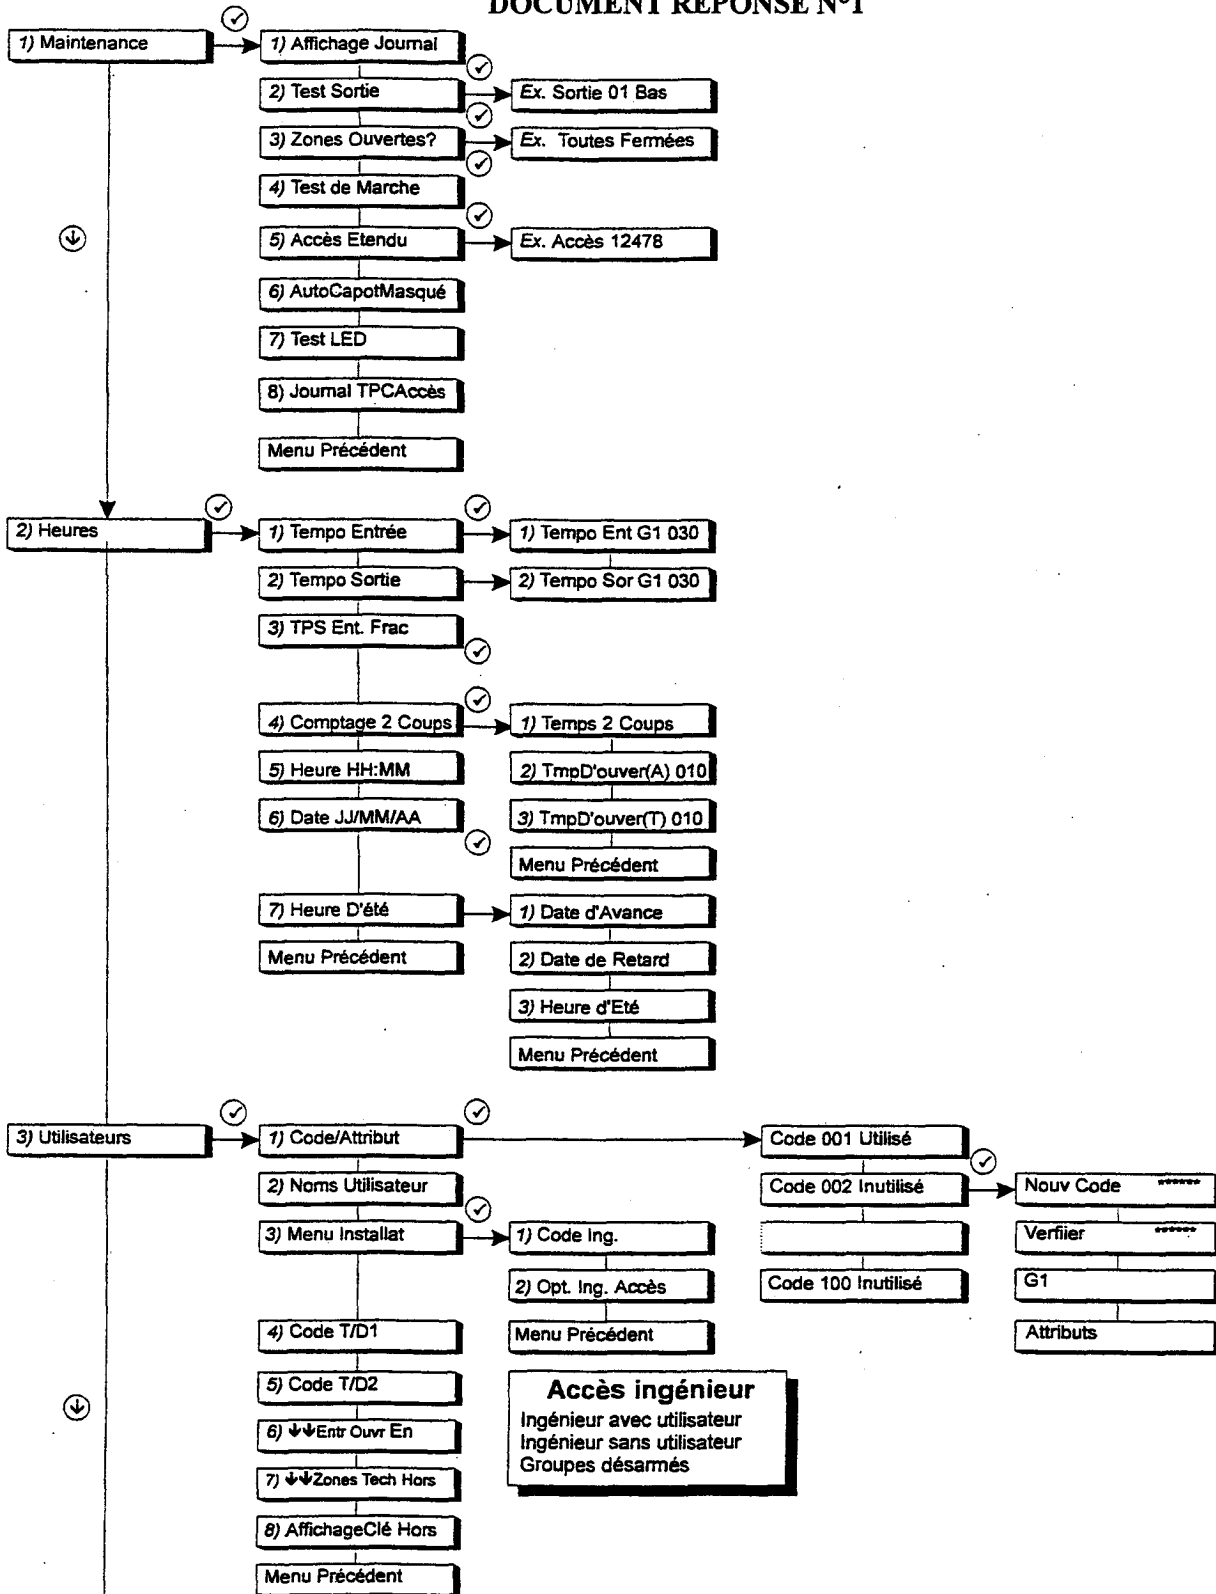 DOCUMENT REPONSE N°1
1) Maintenance
1) Affichage Journal
2) Test Sortie
Ex. Sortie 01 Bas
3) Zones Ouvertes?
Ex. Toutes Fermées
4) Test de Marche
5) Accès Etendu
Ex. Accès 12478
6) AutoCapotMasqué
7) Test LED
8) Journal TPCAccès
Menu Précédent
2) Heures
1) Tempo Entrée
1) Tempo Ent G1 030
2) Tempo Sortie
2) Tempo Sor G1 030
3) TPS Ent. Frac
4) Comptage 2 Coups
1) Temps 2 Coups
5) Heure HH:MM
2) TmpD'ouver(A) 010
6) Date JJ/MM/AA
3) TmpD'ouver(T) 010
Menu Précédent
7) Heure D'été
1) Date d'Avance
Menu Précédent
2) Date de Retard
3) Heure d'Eté
Menu Précédent
3) Utilisateurs
1) Code/Attribut
Code 001 Utilisé
2) Noms Utilisateur
Code 002 Inutilisé
Nouv Code ******
3) Menu Installat
1) Code Ing.
Verfiier ******
2) Opt. Ing. Accès
Code 100 Inutilisé
G1
4) Code T/D1
Menu Précédent
Attributs
5) Code T/D2
Accès ingénieur
Ingénieur avec utilisateur
Ingénieur sans utilisateur
Groupes désarmés
6) ↓↓Entr Ouvr En
7) ↓↓Zones Tech Hors
8) AffichageClé Hors
Menu Précédent